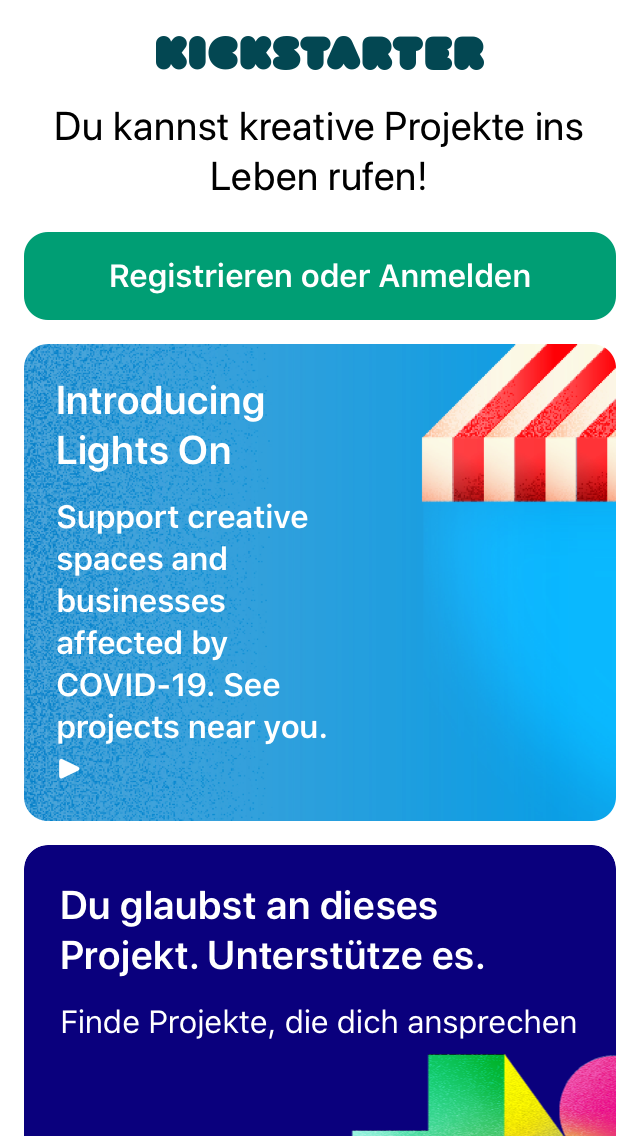 KICKSTARTER
Du kannst kreative Projekte ins
Leben rufen!
Registrieren oder Anmelden
Introducing
Lights On
Support creative
spaces and
businesses
affected by
COVID-19. See
projects near you.
Du glaubst an dieses
Projekt. Unterstütze es.
Finde Projekte, die dich ansprechen